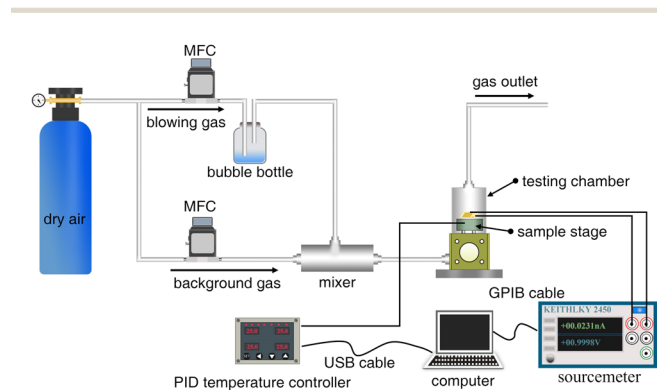 MFC
gas outlet
blowing gas
bubble bottle
testing chamber
dry air
MFC
sample stage
background gas
mixer
GPIB cable
KEITHLKY 2450
+00.0231nA
+00.9998V
USB cable
PID temperature controller
computer
sourcemeter